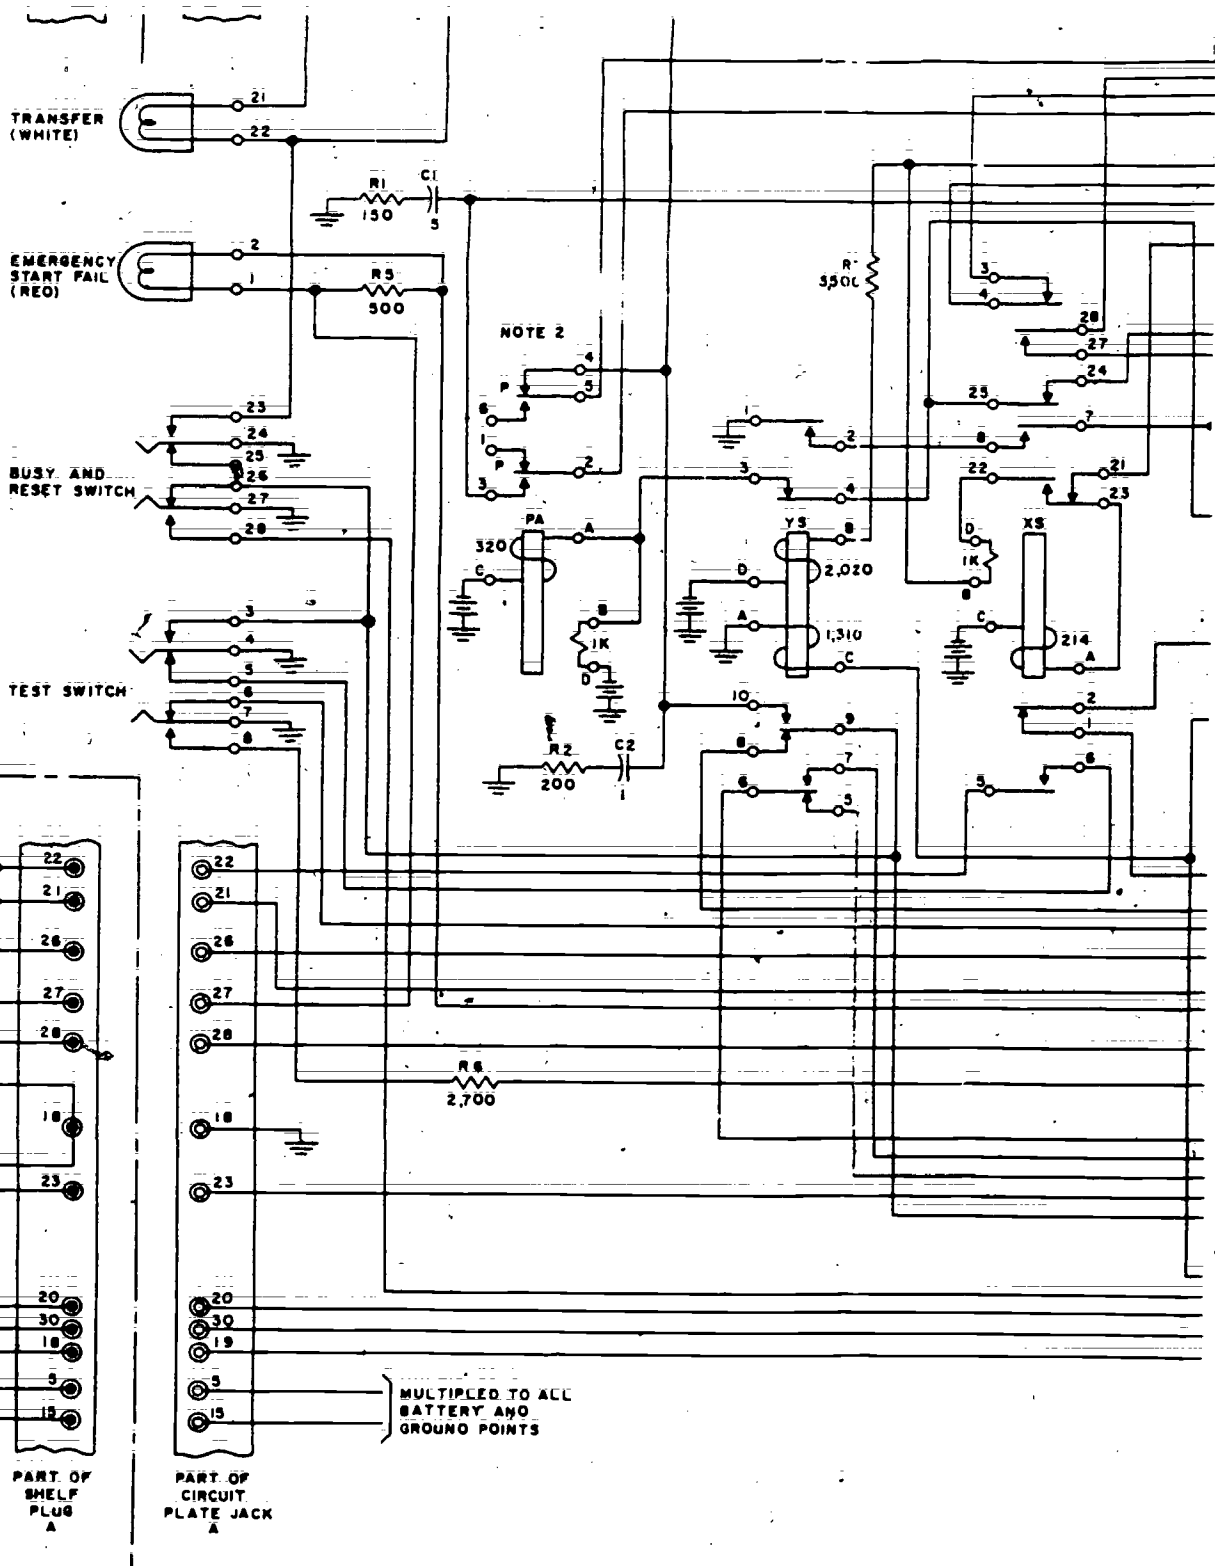 21
TRANSFER
(WHITE)
22
R1
150
C1
5
EMERGENCY
START FAIL
(RED)
2
1
R5
500
NOTE 2
3,500
3
4
28
27
24
25
7
8
22
21
23
4
P
5
6
1
P
2
3
1
2
3
4
23
24
25
26
27
28
BUSY AND
RESET SWITCH
PA
320
A
C
B
1K
D
YS
B
2,020
D
A
1,310
C
XS
D
1K
B
C
214
A
3
4
5
6
7
8
TEST SWITCH
R2
200
C2
1
10
9
8
7
6
5
2
1
6
5
22
21
26
27
28
18
23
20
30
18
5
15
22
21
26
27
28
18
23
20
30
19
5
15
R6
2,700
MULTIPLED TO ALL
BATTERY AND
GROUND POINTS
PART OF
SHELF
PLUG
A
PART OF
CIRCUIT
PLATE JACK
A